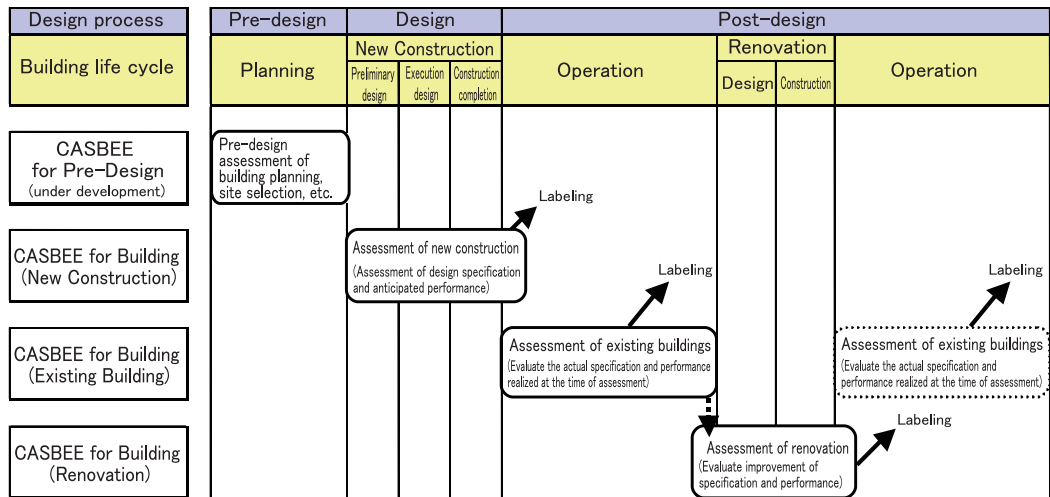 Design process
Pre-design
Design
Post-design
Building life cycle
Planning
New Construction
Preliminary
design
Execution
design
Construction
completion
Operation
Renovation
Design
Construction
Operation
CASBEE
for Pre-Design
(under development)
Pre-design
assessment of
building planning,
site selection, etc.
Labeling
CASBEE for Building
(New Construction)
Assessment of new construction
(Assessment of design specification
and anticipated performance)
Labeling
Labeling
CASBEE for Building
(Existing Building)
Assessment of existing buildings
(Evaluate the actual specification and performance
realized at the time of assessment)
Assessment of existing buildings
(Evaluate the actual specification and
performance realized at the time of assessment)
Labeling
CASBEE for Building
(Renovation)
Assessment of renovation
(Evaluate improvement of
specification and performance)